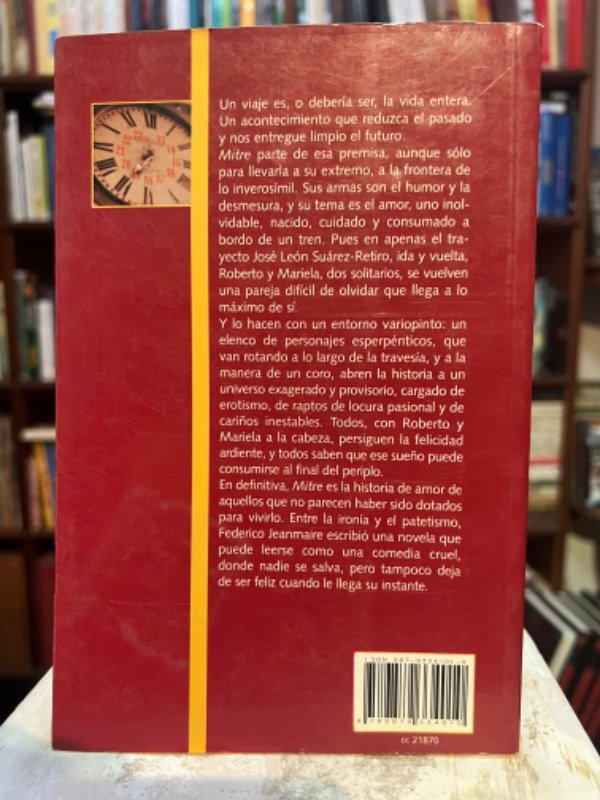 Un viaje es, o debería ser, la vida entera.
Un acontecimiento que reduzca el pasado
y nos entregue limpio el futuro.
Mitre parte de esa premisa, aunque sólo
para llevarla a su extremo, a la frontera de
lo inverosímil. Sus armas son el humor y la
desmesura, y su tema es el amor, uno inol-
vidable, nacido, cuidado y consumado a
bordo de un tren. Pues en apenas el tra-
yecto José León Suárez-Retiro, ida y vuelta,
Roberto y Mariela, dos solitarios, se vuelven
una pareja difícil de olvidar que llega a lo
máximo de sí.
Y lo hacen con un entorno variopinto: un
elenco de personajes esperpénticos, que
van rotando a lo largo de la travesía, y a la
manera de un coro, abren la historia a un
universo exagerado y provisorio, cargado de
erotismo, de raptos de locura pasional y de
cariños inestables. Todos, con Roberto y
Mariela a la cabeza, persiguen la felicidad
ardiente, y todos saben que ese sueño puede
consumirse al final del periplo.
En definitiva, Mitre es la historia de amor de
aquellos que no parecen haber sido dotados
para vivirlo. Entre la ironía y el patetismo,
Federico Jeanmaire escribió una novela que
puede leerse como una comedia cruel,
donde nadie se salva, pero tampoco deja
de ser feliz cuando le llega su instante.
ISBN
cc 21870